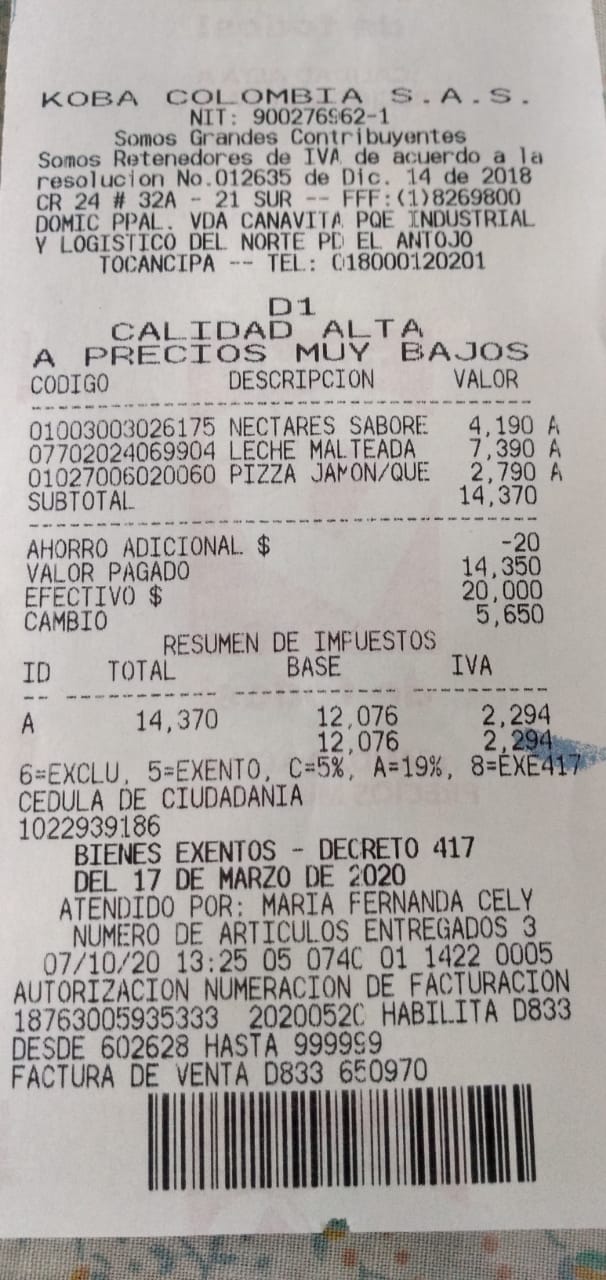 KOBA COLOMBIA S.A.S.
NIT: 900276962-1
Somos Grandes Contribuyentes
Somos Retenedores de IVA de acuerdo a la
resolucion No.012635 de Dic. 14 de 2018
CR 24 # 32A - 21 SUR -- FFF:(1)8269800
DOMIC PPAL. VDA CANAVITA PQE INDUSTRIAL
Y LOGISTICO DEL NORTE PD EL ANTOJO
TOCANCIPA -- TEL: 018000120201
D1
CALIDAD ALTA
A PRECIOS MUY BAJOS
CODIGO DESCRIPCION VALOR
01003003026175 NECTARES SABORE 4,190 A
07702024069904 LECHE MALTEADA 7,390 A
01027006020060 PIZZA JAMON/QUE 2,790 A
SUBTOTAL 14,370
AHORRO ADICIONAL $ -20
VALOR PAGADO 14,350
EFECTIVO $ 20,000
CAMBIO 5,650
RESUMEN DE IMPUESTOS
ID TOTAL BASE IVA
A 14,370 12,076 2,294
12,076 2,294
6=EXCLU, 5=EXENTO, C=5%, A=19%, 8=EXE417
CEDULA DE CIUDADANIA
1022939186
BIENES EXENTOS - DECRETO 417
DEL 17 DE MARZO DE 2020
ATENDIDO POR: MARIA FERNANDA CELY
NUMERO DE ARTICULOS ENTREGADOS 3
07/10/20 13:25 05 0740 01 1422 0005
AUTORIZACION NUMERACION DE FACTURACION
18763005935333 20200520 HABILITA D833
DESDE 602628 HASTA 999999
FACTURA DE VENTA D833 650970